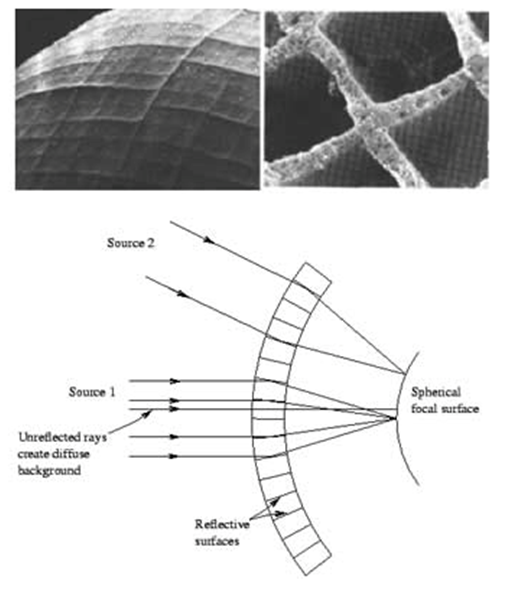 Source 2
Source 1
Spherical
focal surface
Unreflected rays
create diffuse
background
Reflective
surfaces